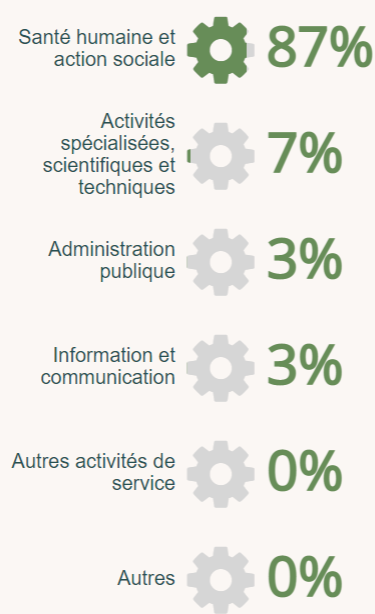 Santé humaine et
action sociale
87%
Activités
spécialisées,
scientifiques et
techniques
7%
Administration
publique
3%
Information et
communication
3%
Autres activités de
service
0%
Autres
0%